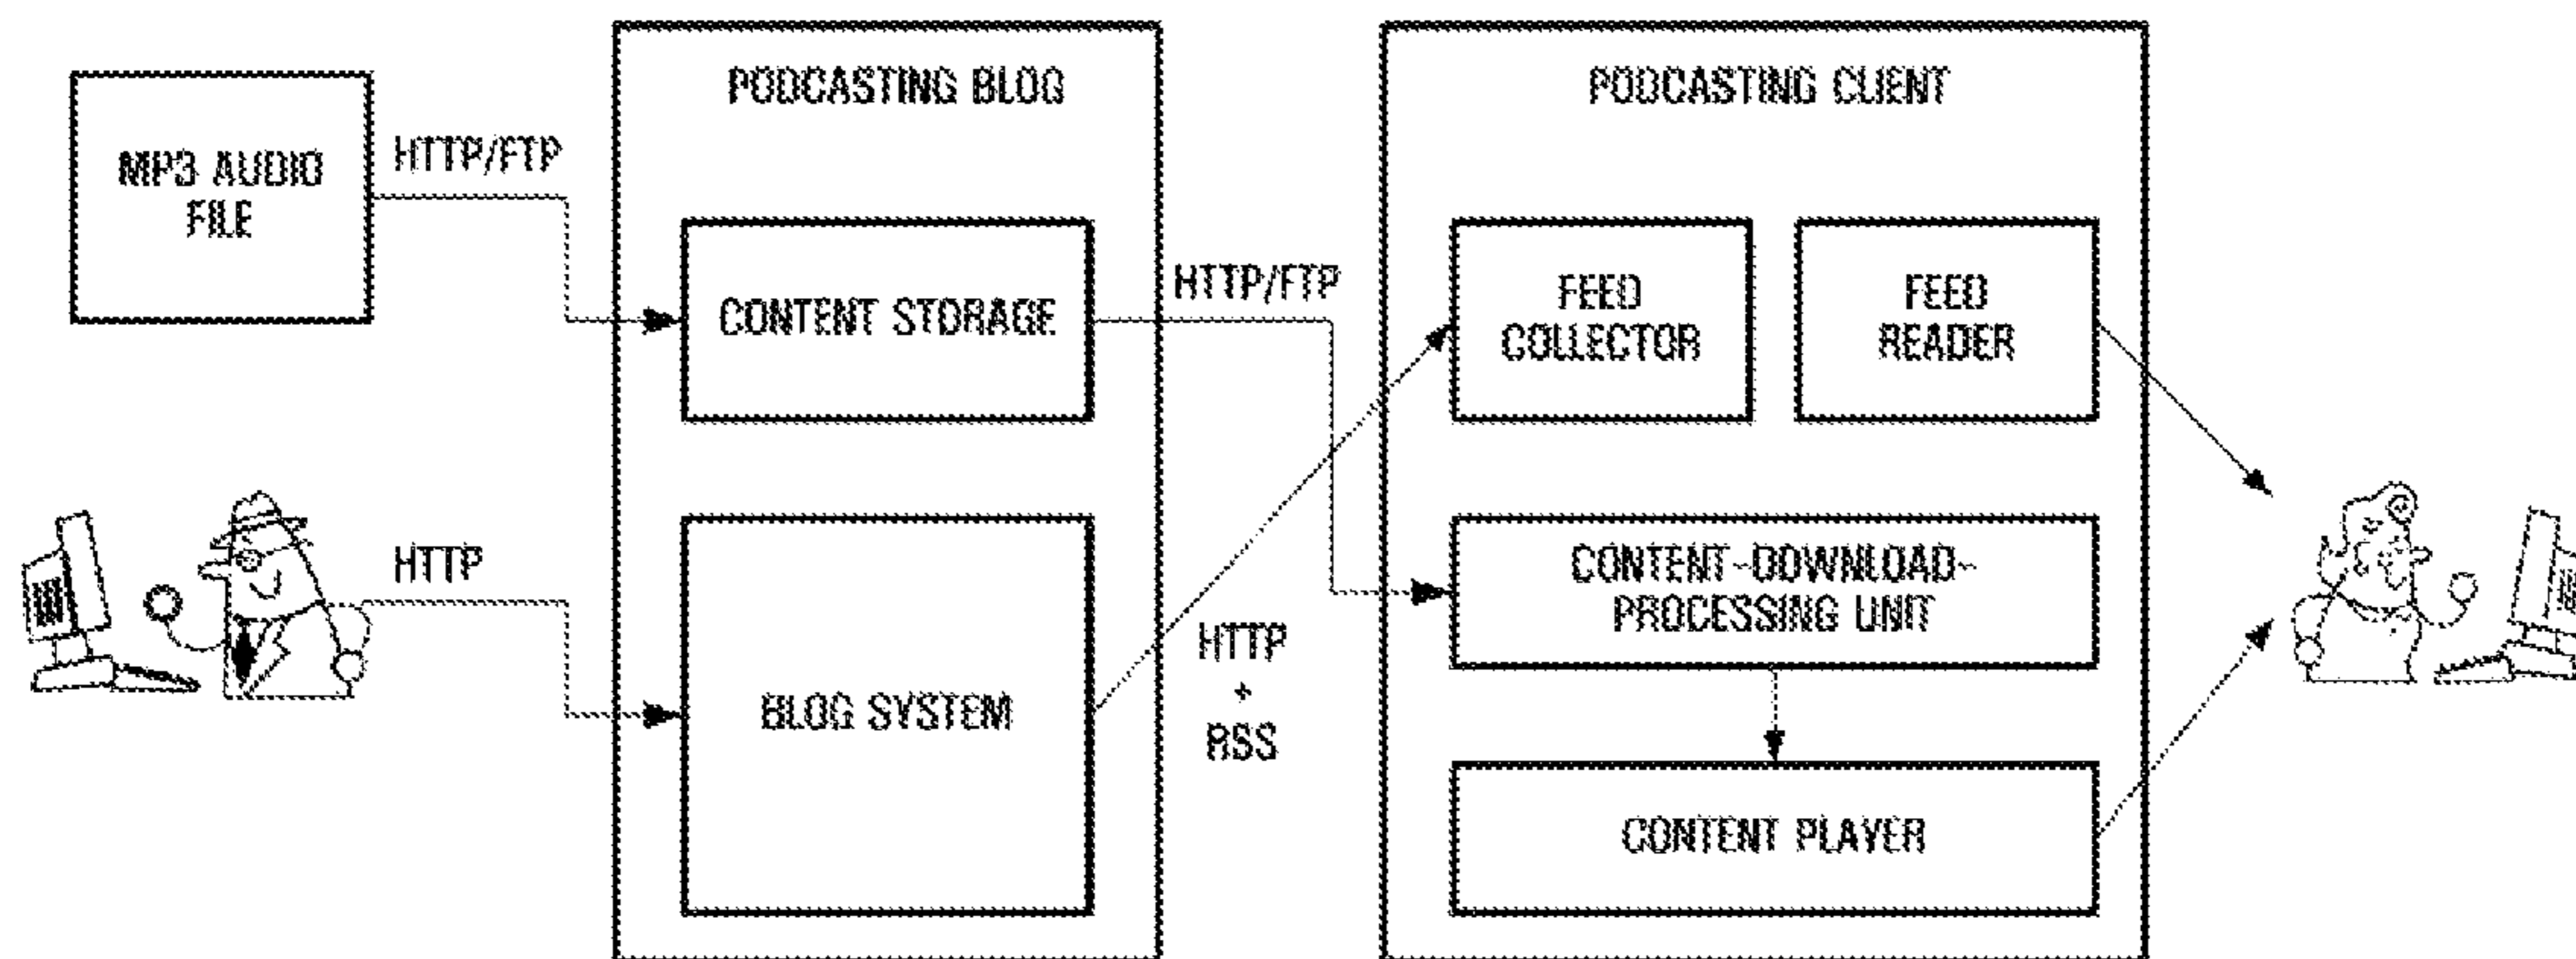 MP3 AUDIO
FILE
HTTP/FTP
HTTP
PODCASTING BLOG
CONTENT STORAGE
BLOG SYSTEM
HTTP/FTP
HTTP
+
RSS
PODCASTING CLIENT
FEED
COLLECTOR
FEED
READER
CONTENT-DOWNLOAD-
PROCESSING UNIT
CONTENT PLAYER